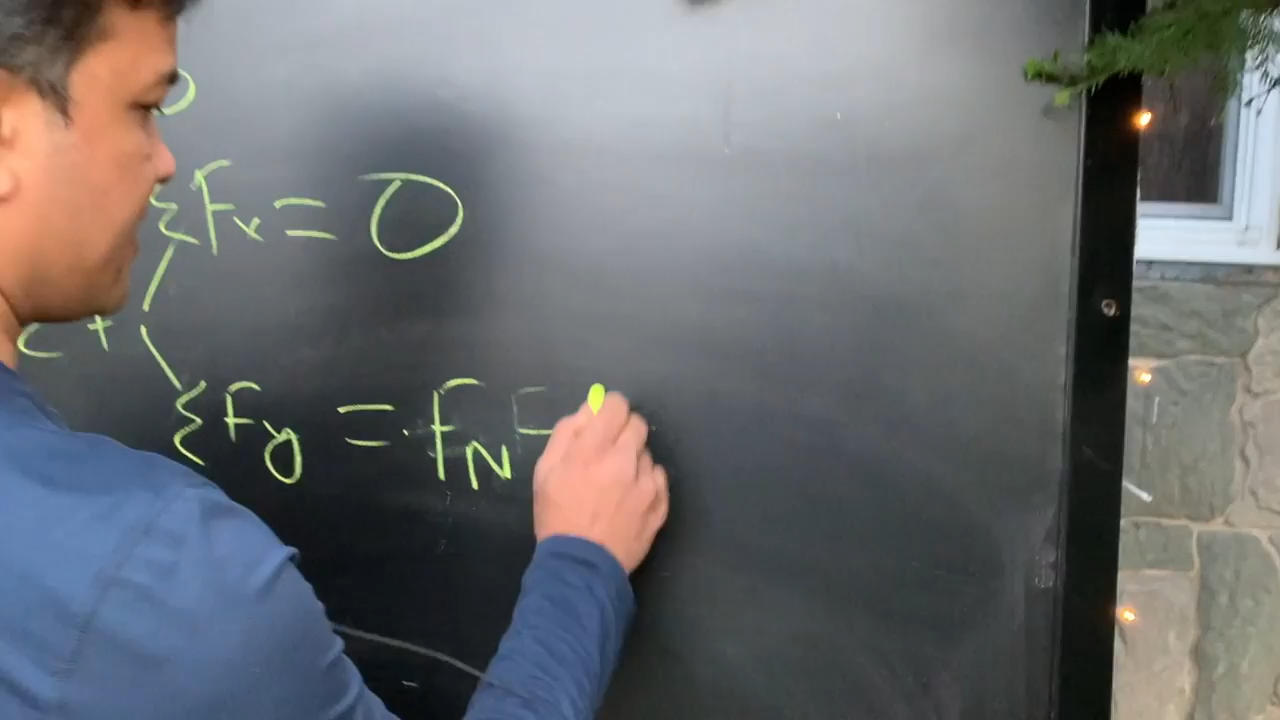 ΣFx = 0
C +
ΣFy = FN